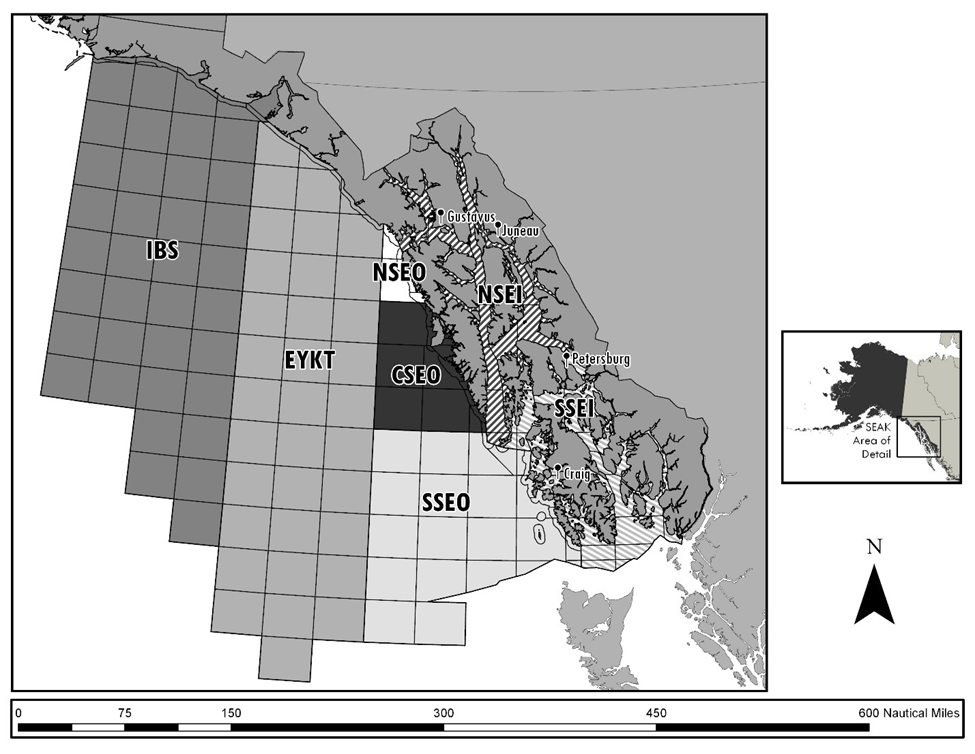 Gustavus
Juneau
IBS
NSEO
NSEI
EYKT
CSEO
Petersburg
SSEI
Craig
SSEO
SEAK
Area of
Detail
N
0 75 150 300 450 600 Nautical Miles